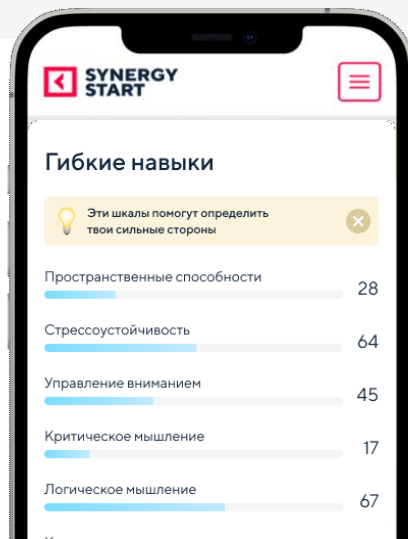 SYNERGY
START
Гибкие навыки
Эти шкалы помогут определить
твои сильные стороны
Пространственные способности
28
Стрессоустойчивость
64
Управление вниманием
45
Критическое мышление
17
Логическое мышление
67